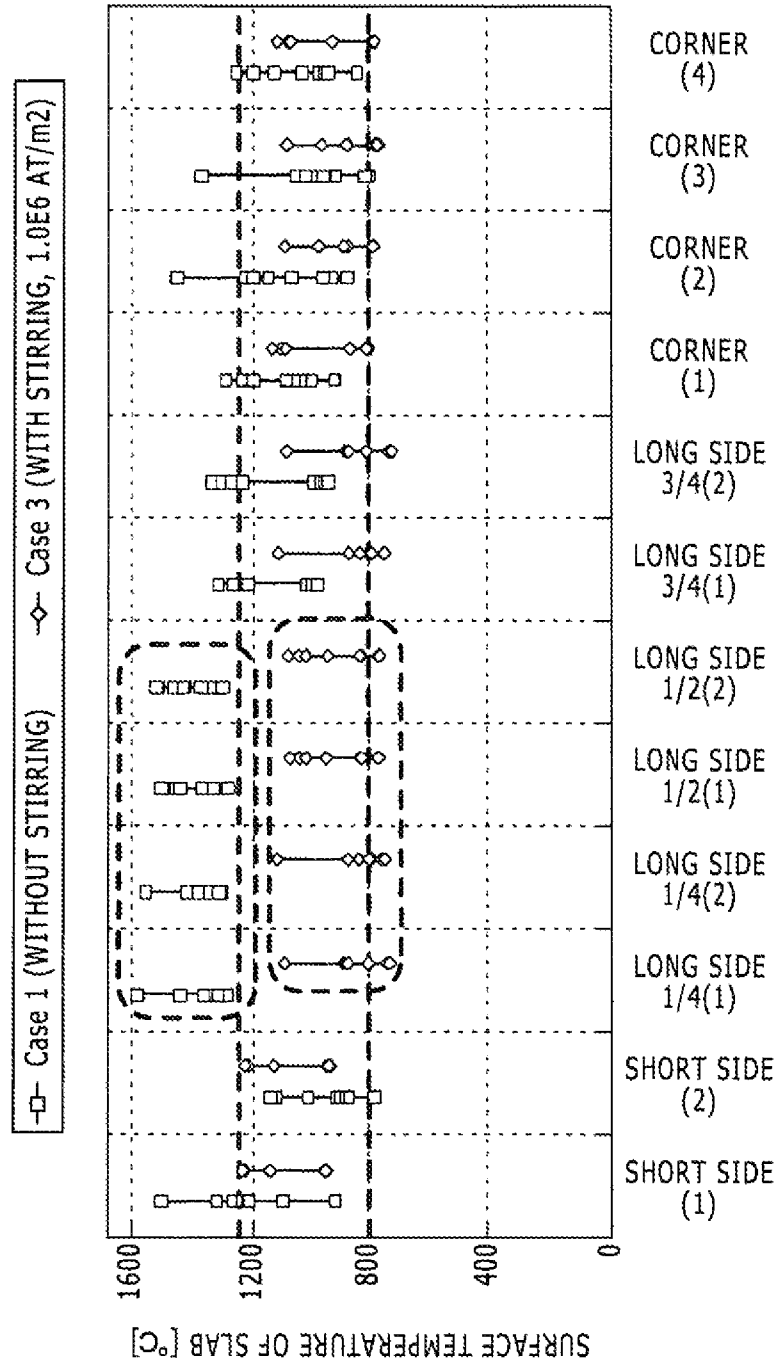 Case 1 (WITHOUT STIRRING)
Case 3 (WITH STIRRING, 1.0E6 AT/m2)
SURFACE TEMPERATURE OF SLAB [°C]
1600
1200
800
400
0
SHORT SIDE
(1)
SHORT SIDE
(2)
LONG SIDE
1/4(1)
LONG SIDE
1/4(2)
LONG SIDE
1/2(1)
LONG SIDE
1/2(2)
LONG SIDE
3/4(1)
LONG SIDE
3/4(2)
CORNER
(1)
CORNER
(2)
CORNER
(3)
CORNER
(4)